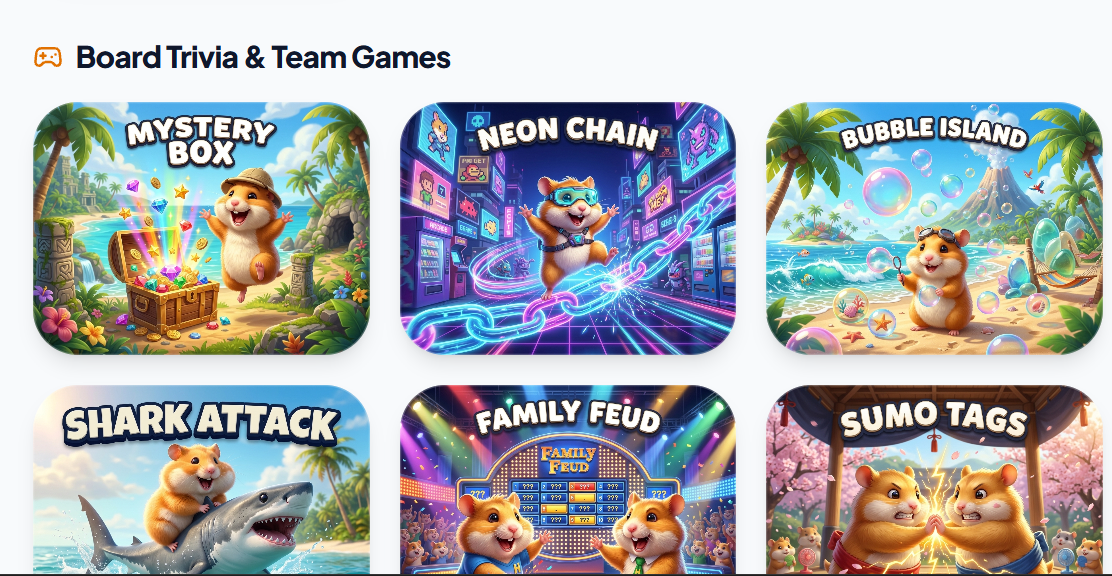 Board Trivia & Team Games
MYSTERY
BOX
NEON CHAIN
BUBBLE ISLAND
SHARK ATTACK
FAMILY FEUD
FAMILY
FEUD
???
???
SUMO TAGS